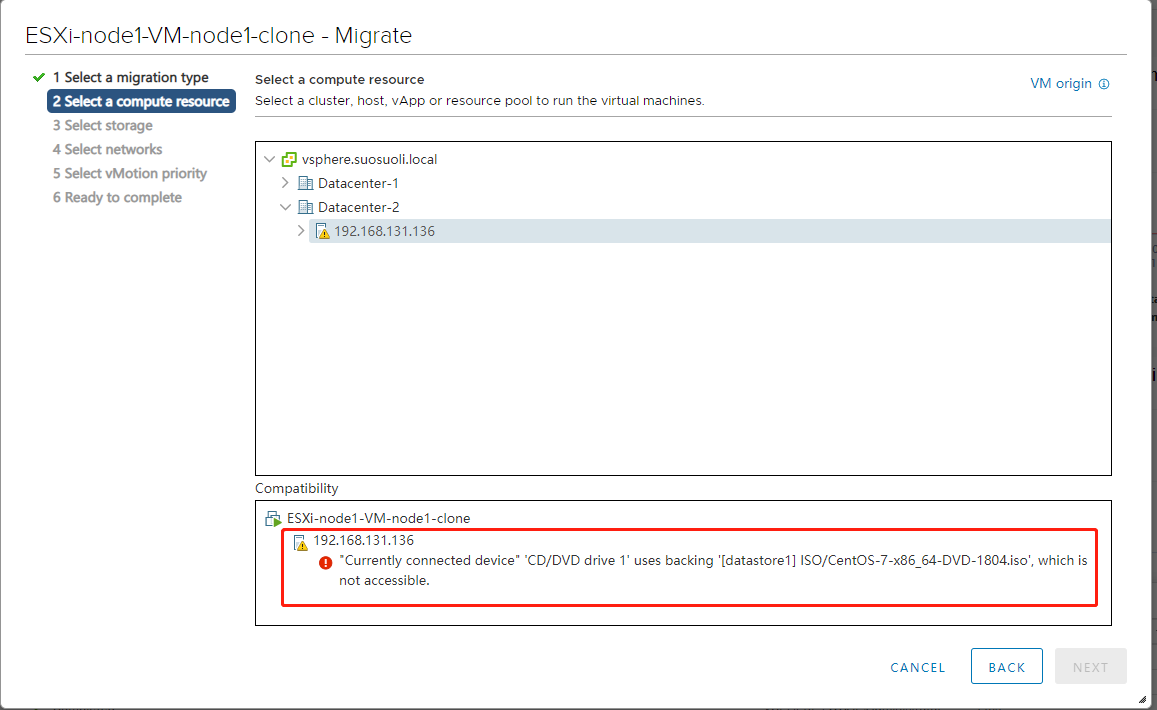 ESXi-node1-VM-node1-clone - Migrate
1 Select a migration type
2 Select a compute resource
3 Select storage
4 Select networks
5 Select vMotion priority
6 Ready to complete
Select a compute resource
VM origin
Select a cluster, host, vApp or resource pool to run the virtual machines.
vsphere.suosuoli.local
Datacenter-1
Datacenter-2
192.168.131.136
Compatibility
ESXi-node1-VM-node1-clone
192.168.131.136
"Currently connected device" 'CD/DVD drive 1' uses backing '[datastore1] ISO/CentOS-7-x86_64-DVD-1804.iso', which is
not accessible.
CANCEL
BACK
NEXT